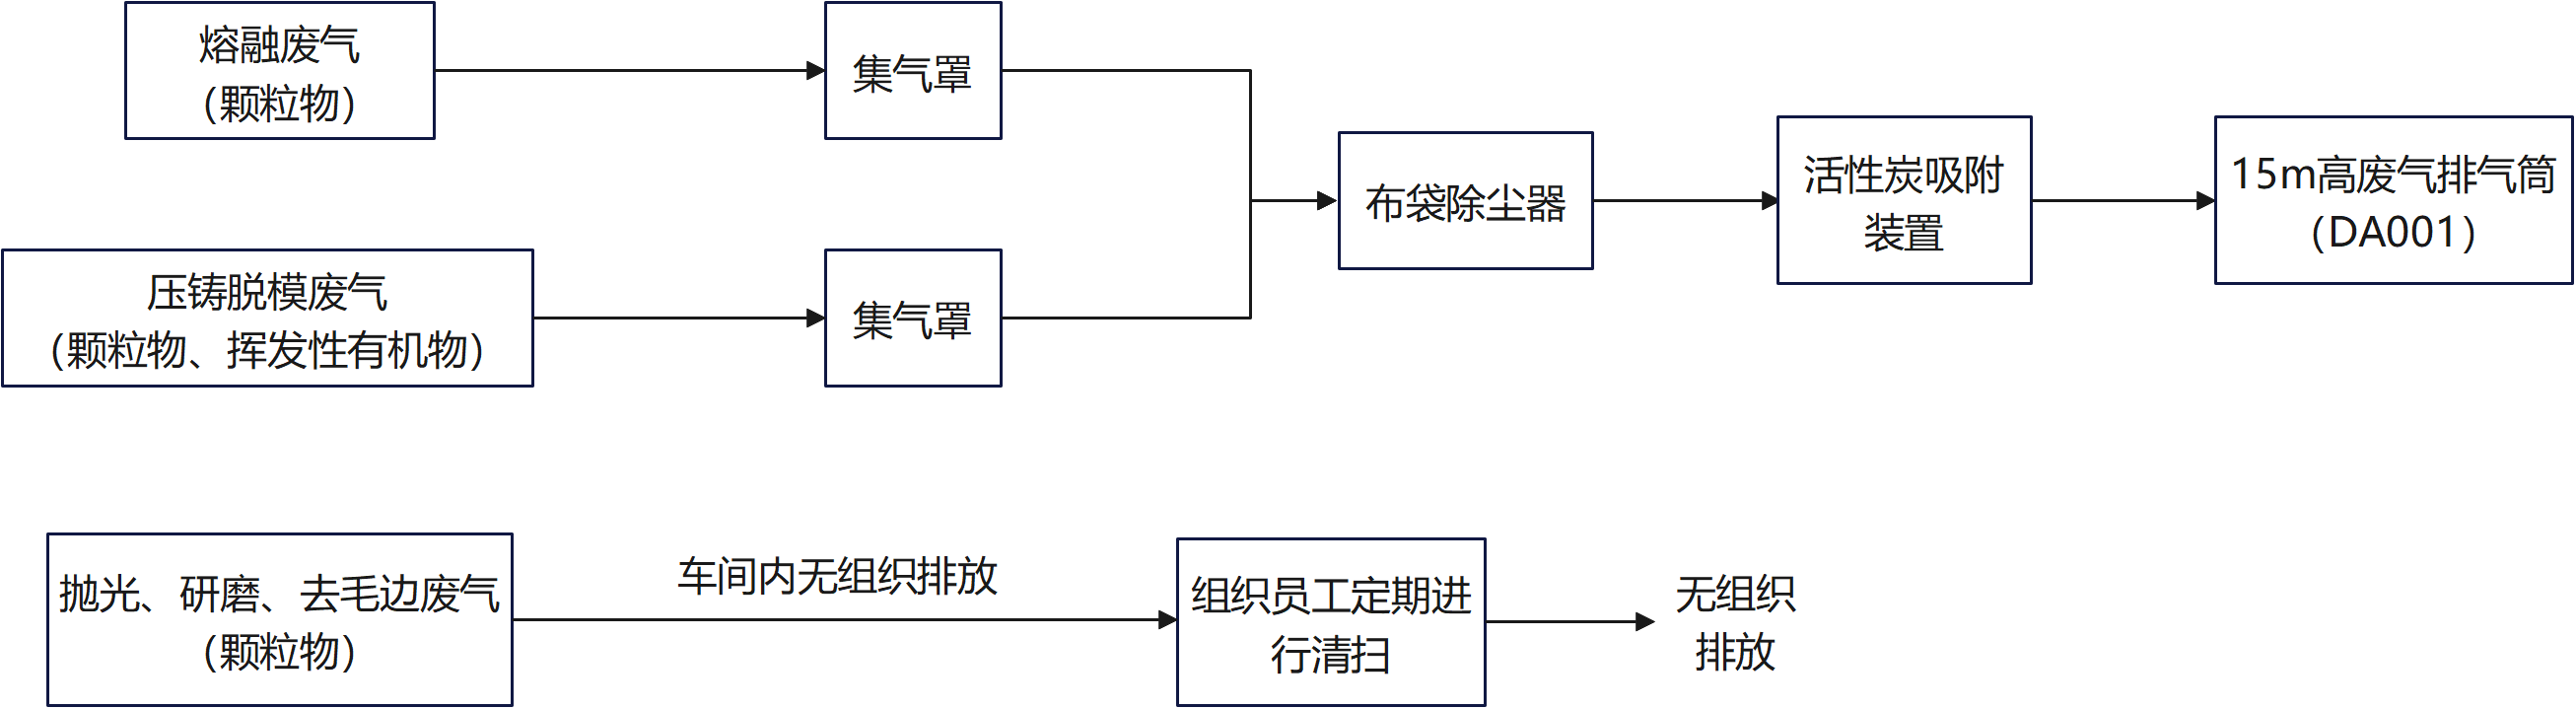 熔融废气
（颗粒物）
集气罩
压铸脱模废气
（颗粒物、挥发性有机物）
集气罩
布袋除尘器
活性炭吸附
装置
15m高废气排气筒
（DA001）
抛光、研磨、去毛边废气
（颗粒物）
车间内无组织排放
组织员工定期进
行清扫
无组织
排放